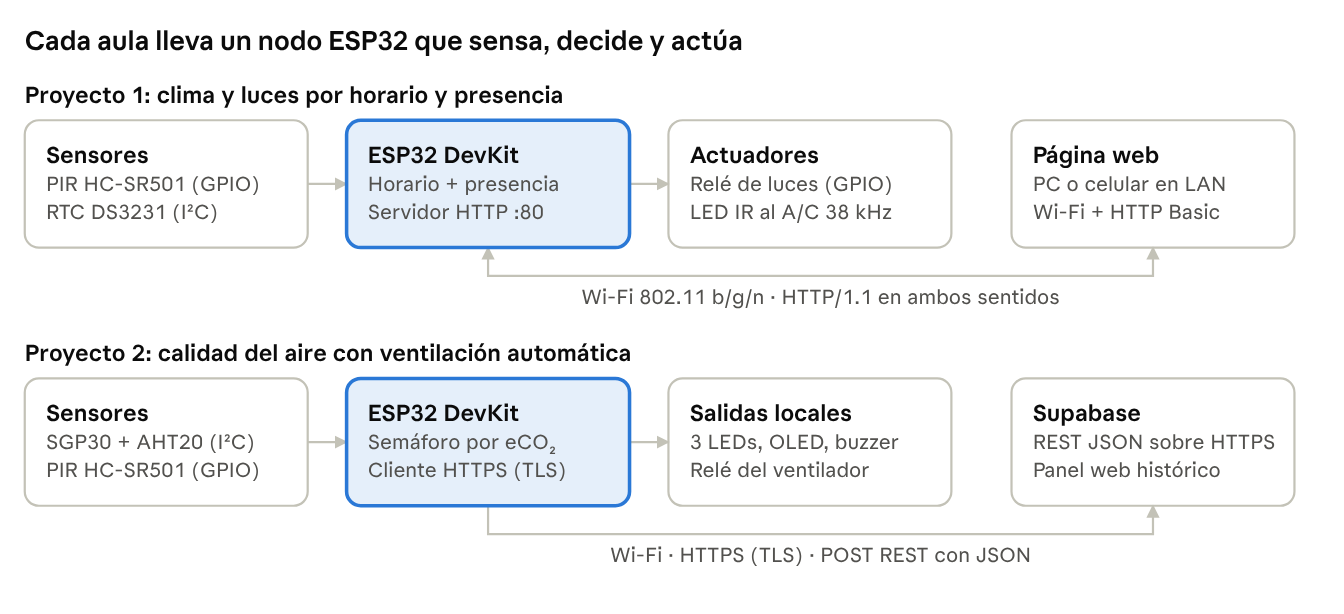 Cada aula lleva un nodo ESP32 que sensa, decide y actúa
Proyecto 1: clima y luces por horario y presencia
Sensores
PIR HC-SR501 (GPIO)
RTC DS3231 (I²C)
ESP32 DevKit
Horario + presencia
Servidor HTTP :80
Actuadores
Relé de luces (GPIO)
LED IR al A/C 38 kHz
Página web
PC o celular en LAN
Wi-Fi + HTTP Basic
Wi-Fi 802.11 b/g/n · HTTP/1.1 en ambos sentidos
Proyecto 2: calidad del aire con ventilación automática
Sensores
SGP30 + AHT20 (I²C)
PIR HC-SR501 (GPIO)
ESP32 DevKit
Semáforo por eCO₂
Cliente HTTPS (TLS)
Salidas locales
3 LEDs, OLED, buzzer
Relé del ventilador
Supabase
REST JSON sobre HTTPS
Panel web histórico
Wi-Fi · HTTPS (TLS) · POST REST con JSON